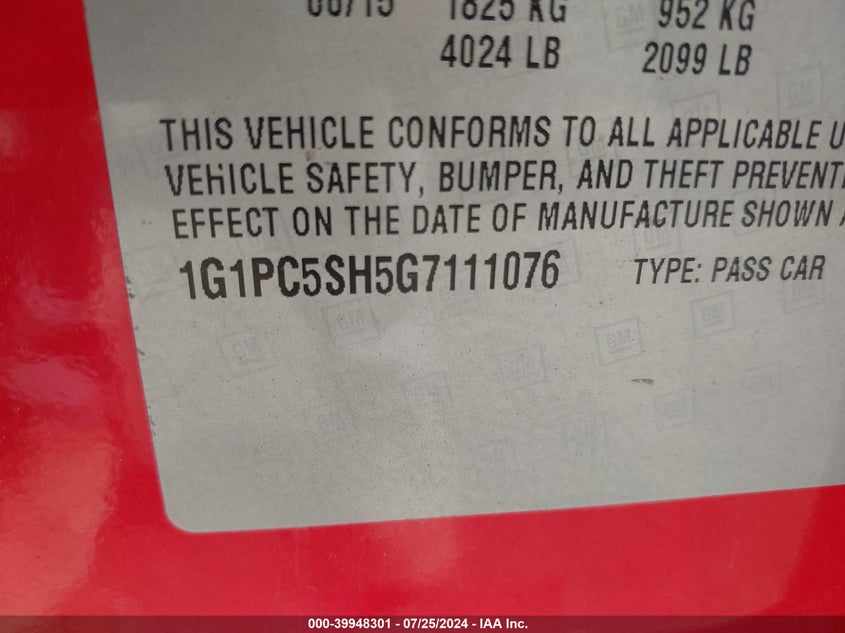 1825 KG 952 KG
4024 LB 2099 LB
THIS VEHICLE CONFORMS TO ALL APPLICABLE U
VEHICLE SAFETY, BUMPER, AND THEFT PREVENTI
EFFECT ON THE DATE OF MANUFACTURE SHOWN A
1G1PC5SH5G7111076 TYPE: PASS CAR
000-39948301 - 07/25/2024 - IAA Inc.